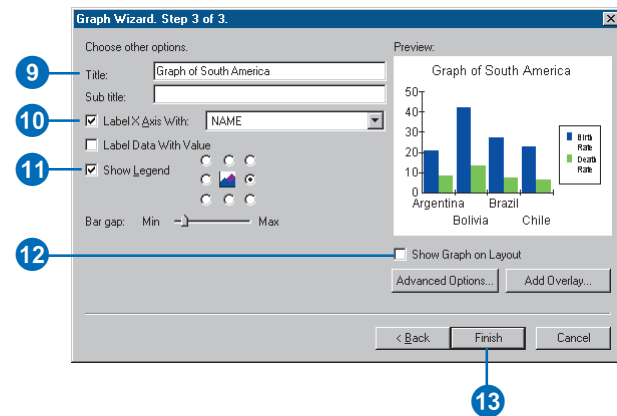 Graph Wizard. Step 3 of 3.
Choose other options.
9
Title: Graph of South America
Sub title:
10
Label X Axis With: NAME
Label Data With Value
11
Show Legend
Bar gap: Min Max
Preview:
Graph of South America
50
40
30
20
10
0
Argentina Brazil
Bolivia Chile
Birth
Rate
Death
Rate
12
Show Graph on Layout
Advanced Options... Add Overlay...
< Back Finish Cancel
13